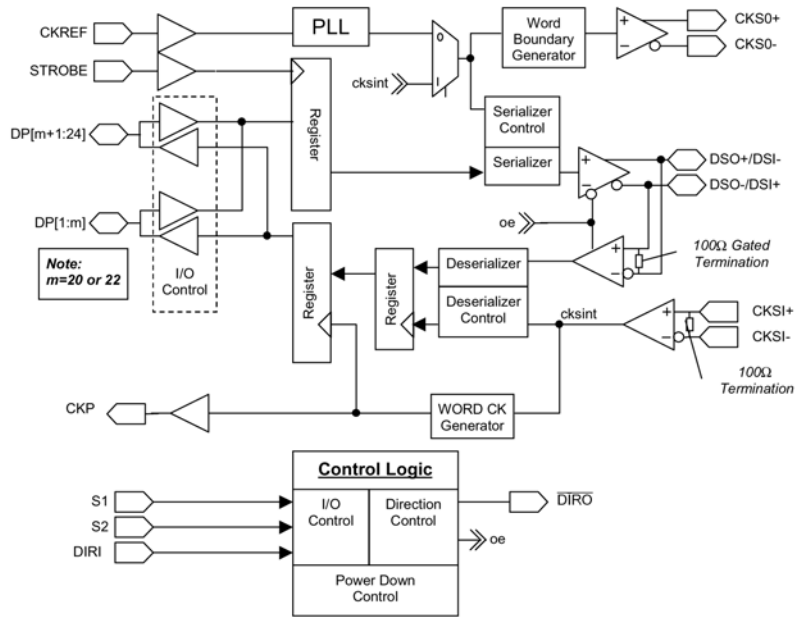 CKREF
PLL
0
I
cksint
Word
Boundary
Generator
+
−
CKS0+
CKS0-
STROBE
Register
Serializer
Control
Serializer
DP[m+1:24]
DP[1:m]
I/O
Control
Note:
m=20 or 22
+
−
DSO+/DSI-
DSO-/DSI+
oe
+
−
100Ω Gated
Termination
Register
Register
Deserializer
Deserializer
Control
cksint
+
−
CKSI+
CKSI-
100Ω
Termination
CKP
WORD CK
Generator
Control Logic
I/O
Control
Direction
Control
Power Down
Control
S1
S2
DIRI
DIRO
oe